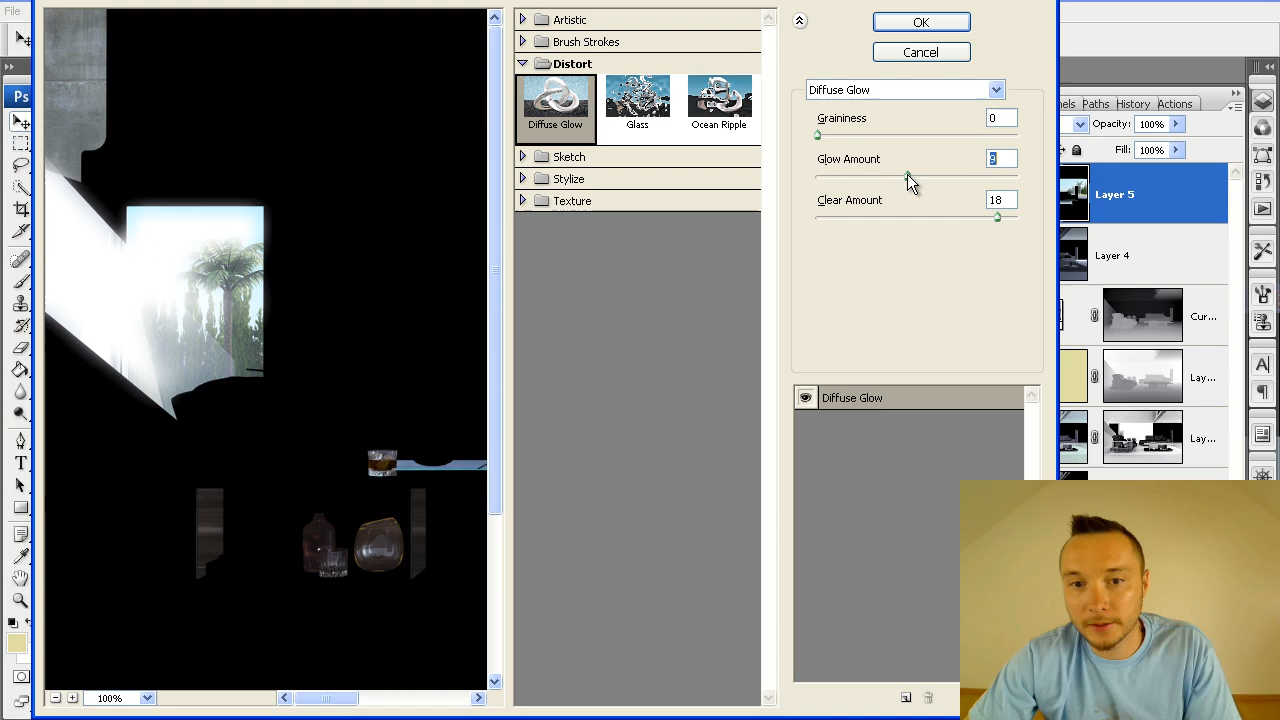 File
Artistic
Brush Strokes
Distort
Diffuse Glow
Glass
Ocean Ripple
Sketch
Stylize
Texture
OK
Cancel
Diffuse Glow
Graininess 0
Glow Amount 9
Clear Amount 18
Diffuse Glow
100%
Ps
T
nels Paths History Actions
Opacity: 100%
Fill: 100%
Layer 5
Layer 4
Cur...
Lay...
Lay...
A